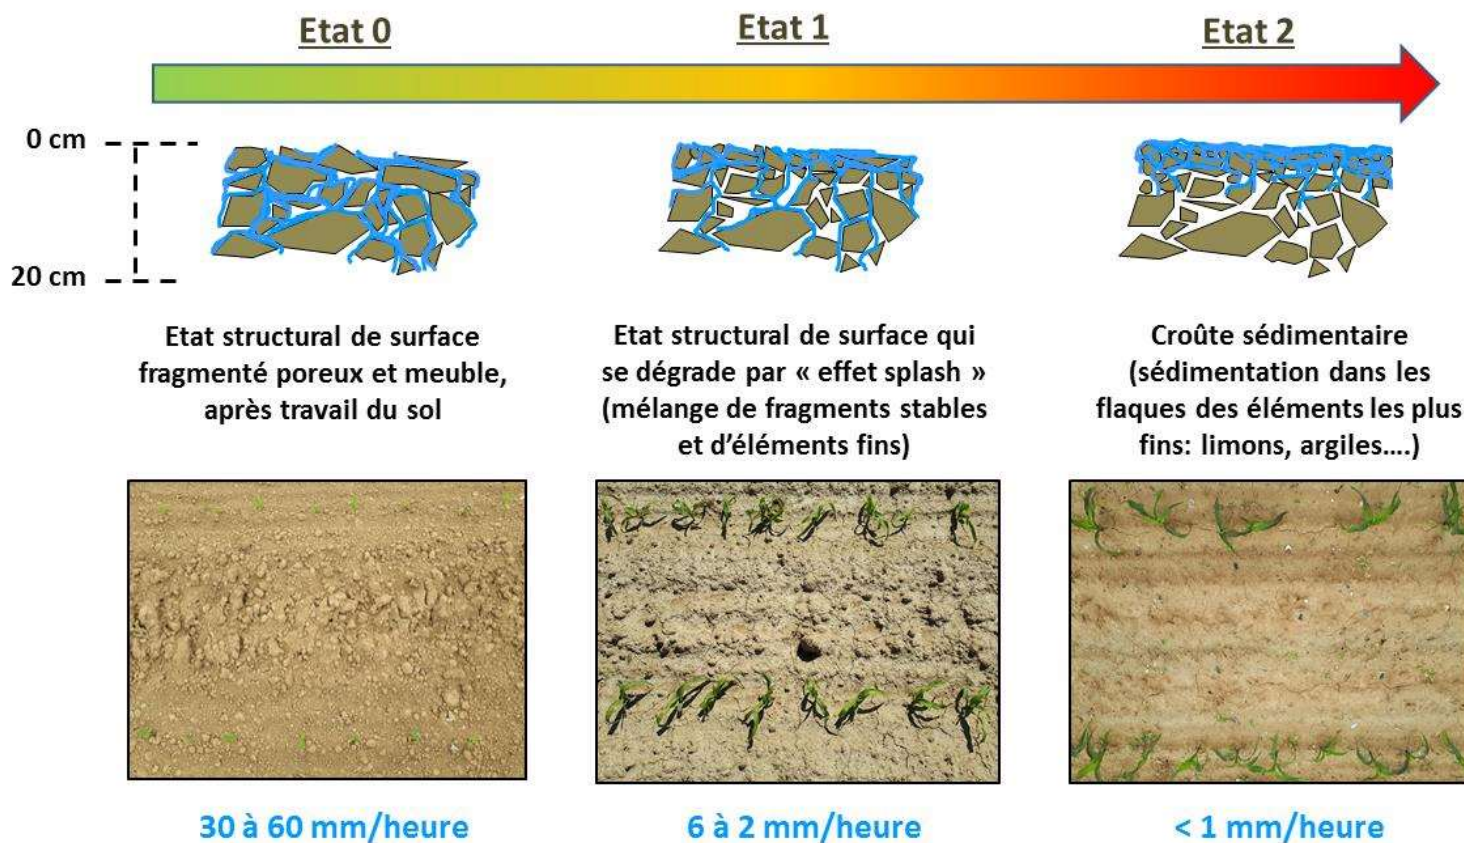 Etat 0
Etat 1
Etat 2
0 cm
20 cm
Etat structural de surface
fragmenté poreux et meuble,
après travail du sol
Etat structural de surface qui
se dégrade par « effet splash »
(mélange de fragments stables
et d'éléments fins)
Croûte sédimentaire
(sédimentation dans les
flaques des éléments les plus
fins: limons, argiles....)
30 à 60 mm/heure
6 à 2 mm/heure
< 1 mm/heure